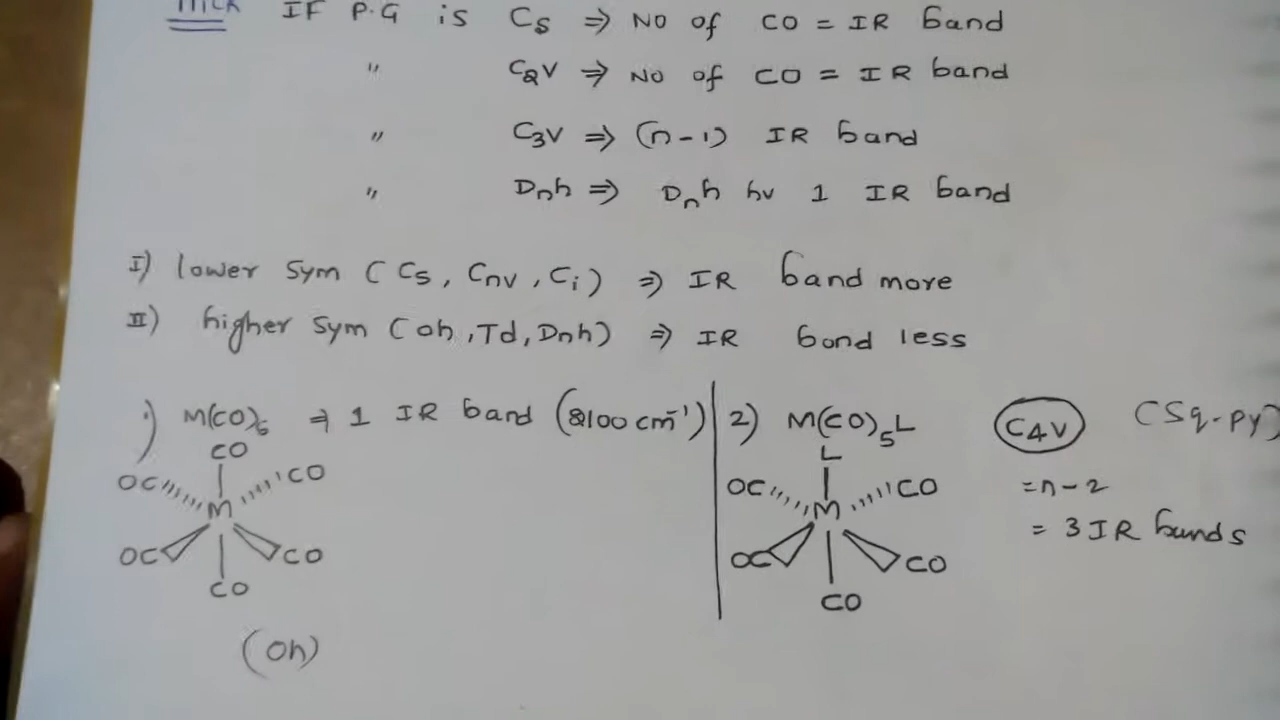 Trick IF P.G is Cs ⇒ NO of CO = IR band
" C2V ⇒ NO of CO = IR band
" C3V ⇒ (n-1) IR band
" Dnh ⇒ Dnh hv 1 IR band
I) lower sym (Cs, Cnv, Ci) ⇒ IR band more
II) higher sym (oh, Td, Dnh) ⇒ IR bond less
1) M(CO)6 ⇒ 1 IR band (2100 cm⁻¹)
CO
OC CO
M
OC CO
CO
(Oh)
2) M(CO)5L C4V (Sq.py)
L
OC CO = n-2
M
= 3 IR bands
OC CO
CO